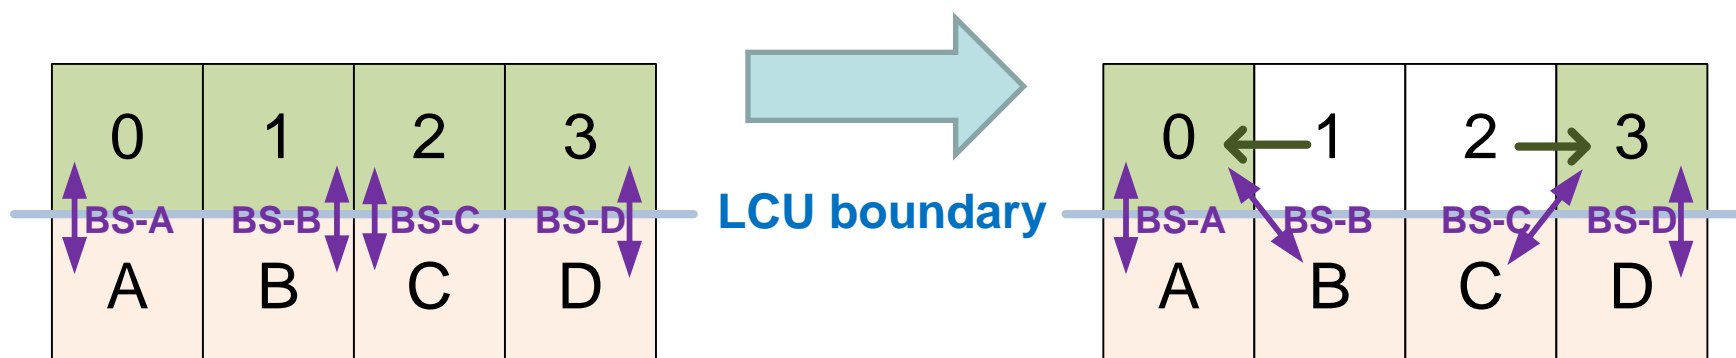 0 1 2 3
BS-A BS-B BS-C BS-D
A B C D
LCU boundary
0 1 2 3
BS-A BS-B BS-C BS-D
A B C D